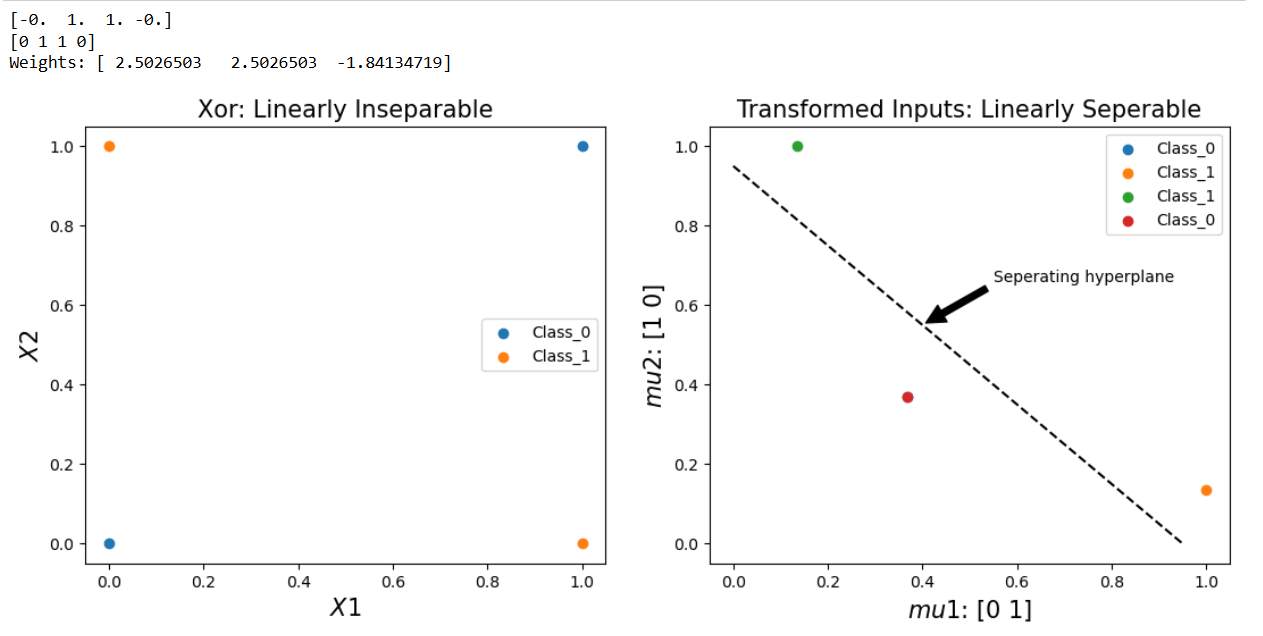 [-0.  1.  1. -0.]
[0 1 1 0]
Weights: [ 2.5026503   2.5026503  -1.84134719]
Xor: Linearly Inseparable
1.0
0.8
0.6
0.4
0.2
0.0
X2
Class_0
Class_1
0.0 0.2 0.4 0.6 0.8 1.0
X1
Transformed Inputs: Linearly Seperable
1.0
0.8
0.6
0.4
0.2
0.0
mu2: [1 0]
Class_0
Class_1
Class_1
Class_0
Seperating hyperplane
0.0 0.2 0.4 0.6 0.8 1.0
mu1: [0 1]